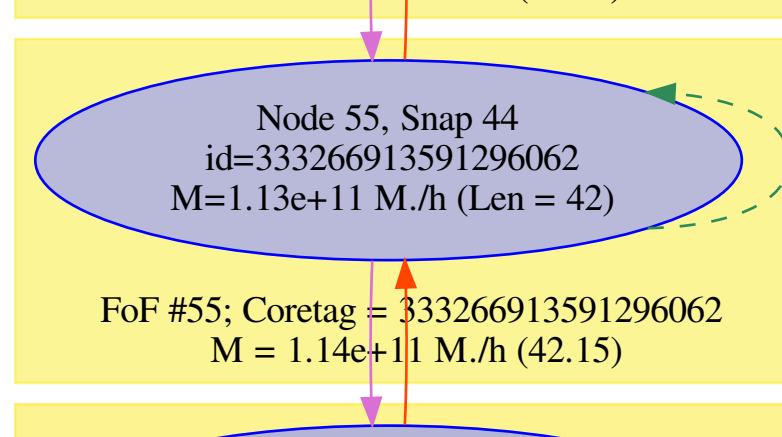 Node 55, Snap 44
id=333266913591296062
M=1.13e+11 M./h (Len = 42)
FoF #55; Coretag = 333266913591296062
M = 1.14e+11 M./h (42.15)